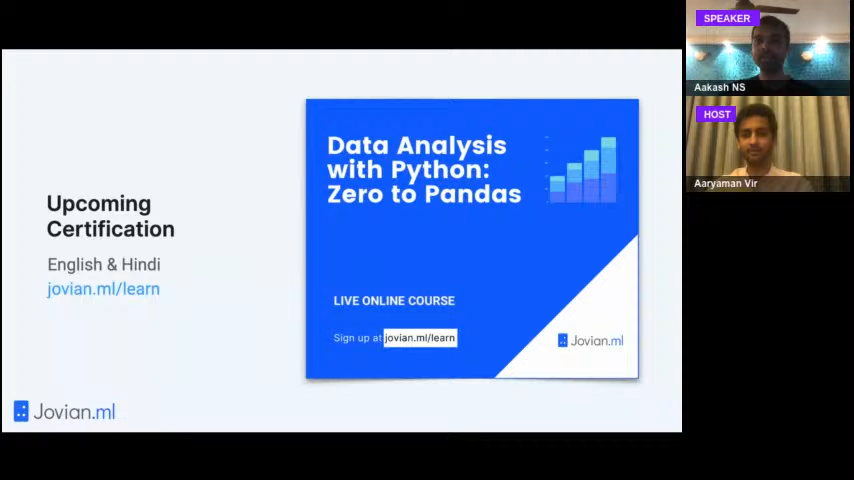 Upcoming
Certification
English & Hindi
jovian.ml/learn
Jovian.ml
Data Analysis
with Python:
Zero to Pandas
LIVE ONLINE COURSE
Sign up at jovian.ml/learn
Jovian.ml
SPEAKER
Aakash NS
HOST
Aaryaman Vir